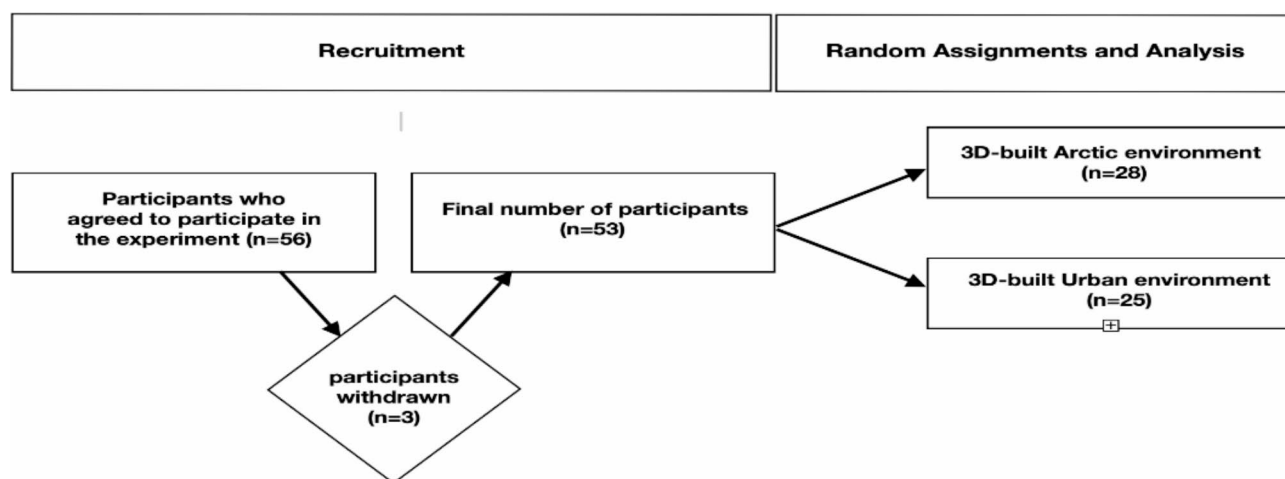 Recruitment
Random Assignments and Analysis
Participants who
agreed to participate in
the experiment (n=56)
participants
withdrawn
(n=3)
Final number of participants
(n=53)
3D-built Arctic environment
(n=28)
3D-built Urban environment
(n=25)